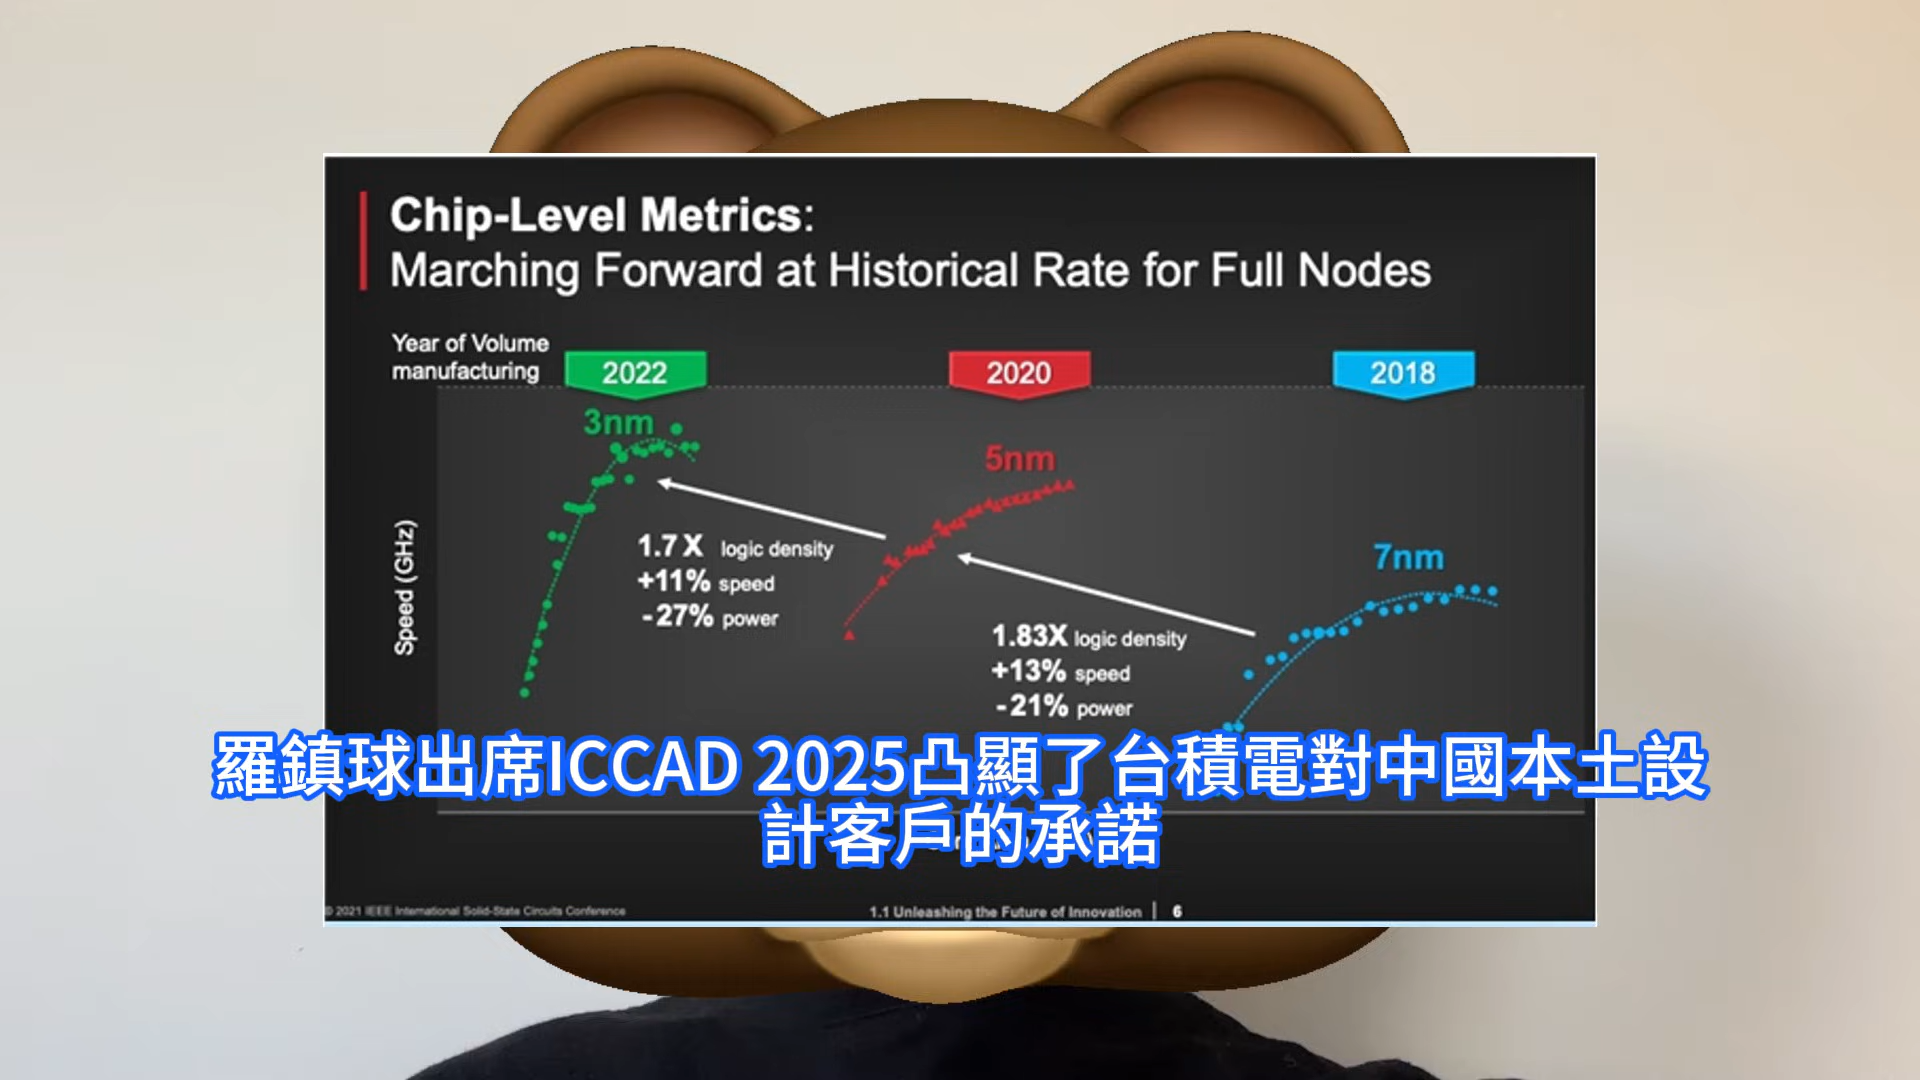 Chip-Level Metrics:
Marching Forward at Historical Rate for Full Nodes
Year of Volume
manufacturing
2022
2020
2018
3nm
5nm
7nm
Speed (GHz)
1.7X logic density
+11% speed
-27% power
1.83X logic density
+13% speed
-21% power
羅鎮球出席ICCAD 2025凸顯了台積電對中國本土設
計客戶的承諾
© 2021 IEEE International Solid-State Circuits Conference
1.1 Unleashing the Future of Innovation | 6